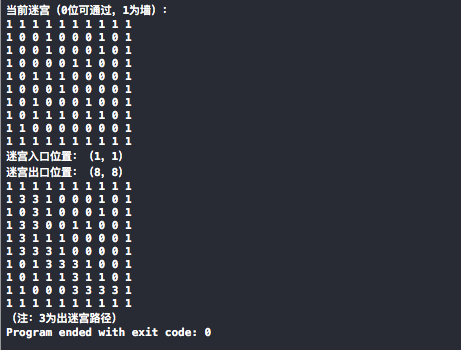 当前迷宫（0位可通过，1为墙）：
1 1 1 1 1 1 1 1 1 1
1 0 0 1 0 0 0 1 0 1
1 0 0 1 0 0 0 1 0 1
1 0 0 0 0 1 1 0 0 1
1 0 1 1 1 0 0 0 0 1
1 0 0 0 1 0 0 0 0 1
1 0 1 0 0 0 1 0 0 1
1 0 1 1 1 0 1 1 0 1
1 1 0 0 0 0 0 0 0 1
1 1 1 1 1 1 1 1 1 1
迷宫入口位置：（1，1）
迷宫出口位置：（8，8）
1 1 1 1 1 1 1 1 1 1
1 3 3 1 0 0 0 1 0 1
1 0 3 1 0 0 0 1 0 1
1 3 3 0 0 1 1 0 0 1
1 3 1 1 1 0 0 0 0 1
1 3 3 3 1 0 0 0 0 1
1 0 1 3 3 3 1 0 0 1
1 0 1 1 1 3 1 1 0 1
1 1 0 0 0 3 3 3 3 1
1 1 1 1 1 1 1 1 1 1
（注：3为出迷宫路径）
Program ended with exit code: 0